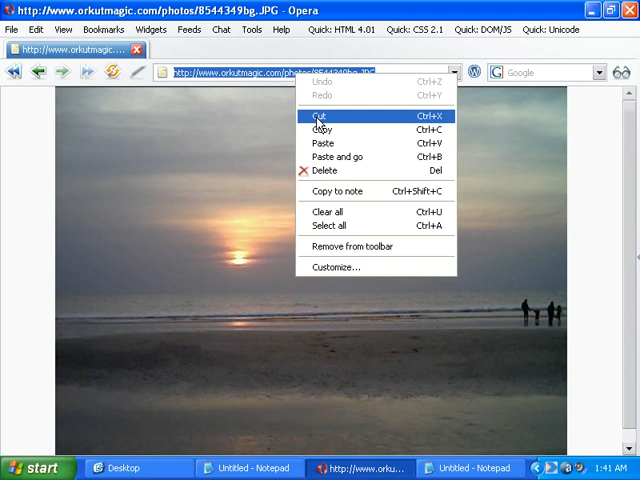 http://www.orkutmagic.com/photos/8544349bg.JPG - Opera
File Edit View Bookmarks Widgets Feeds Chat Tools Help Quick: HTML 4.01 Quick: CSS 2.1 Quick: DOM/JS Quick: Unicode
http://www.orkutmagic....
http://www.orkutmagic.com/photos/8544349bg.JPG Google
Undo Ctrl+Z
Redo Ctrl+Y
Cut Ctrl+X
Copy Ctrl+C
Paste Ctrl+V
Paste and go Ctrl+B
Delete Del
Copy to note Ctrl+Shift+C
Clear all Ctrl+U
Select all Ctrl+A
Remove from toolbar
Customize...
start Desktop Untitled - Notepad http://www.orku... Untitled - Notepad 1:41 AM